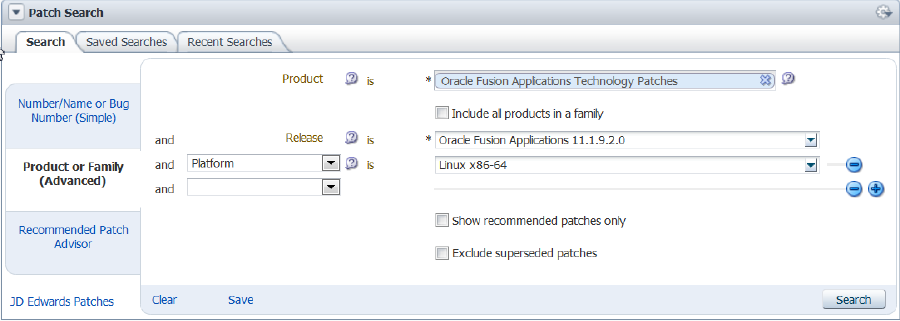 Patch Search
Search Saved Searches Recent Searches
Product is * Oracle Fusion Applications Technology Patches
Number/Name or Bug
Number (Simple)
Include all products in a family
and Release is * Oracle Fusion Applications 11.1.9.2.0
Product or Family
(Advanced)
and Platform is Linux x86-64
and
Show recommended patches only
Recommended Patch
Advisor
Exclude superseded patches
JD Edwards Patches
Clear Save Search